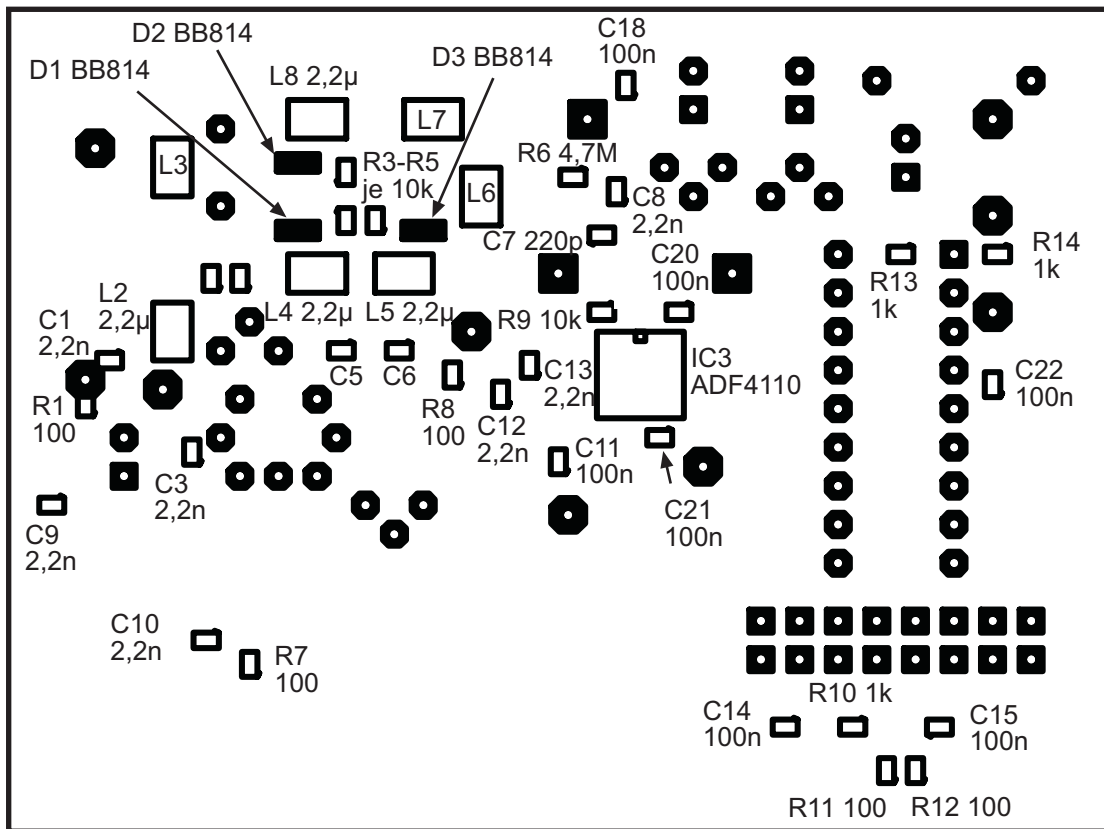 D2 BB814
D1 BB814
L8 2,2µ
D3 BB814
C18
100n
L7
L3
R3-R5
je 10k
L6
R6 4,7M
C8
2,2n
C7 220p
C20
100n
R13
1k
R14
1k
L2
2,2µ
L4 2,2µ
L5 2,2µ
R9 10k
C1
2,2n
C5
C6
C13
2,2n
IC3
ADF4110
C22
100n
R1
100
R8
100
C12
2,2n
C11
100n
C3
2,2n
C21
100n
C9
2,2n
C10
2,2n
R7
100
R10 1k
C14
100n
C15
100n
R11 100
R12 100